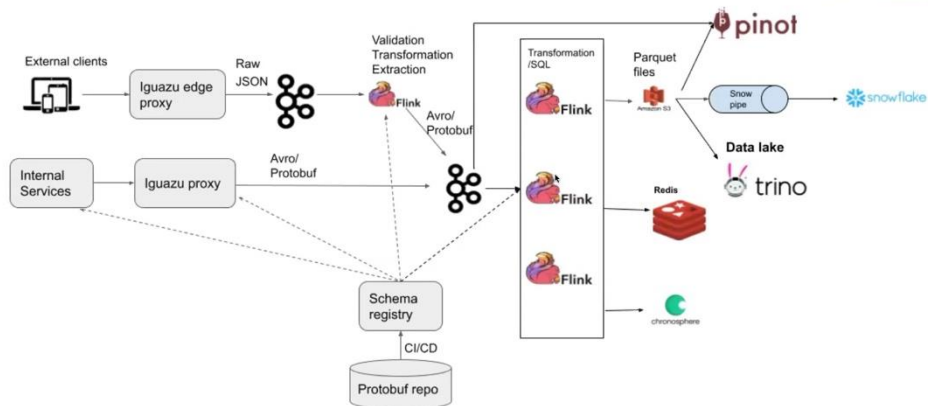 pinot
External clients
Iguazu edge
proxy
Raw
JSON
Validation
Transformation
Extraction
Flink
Avro/
Protobuf
Transformation
/SQL
Flink
Parquet
files
Amazon S3
Snow
pipe
snowflake
Data lake
trino
Internal
Services
Iguazu proxy
Avro/
Protobuf
Flink
Redis
Flink
chronosphere
Schema
registry
CI/CD
Protobuf repo